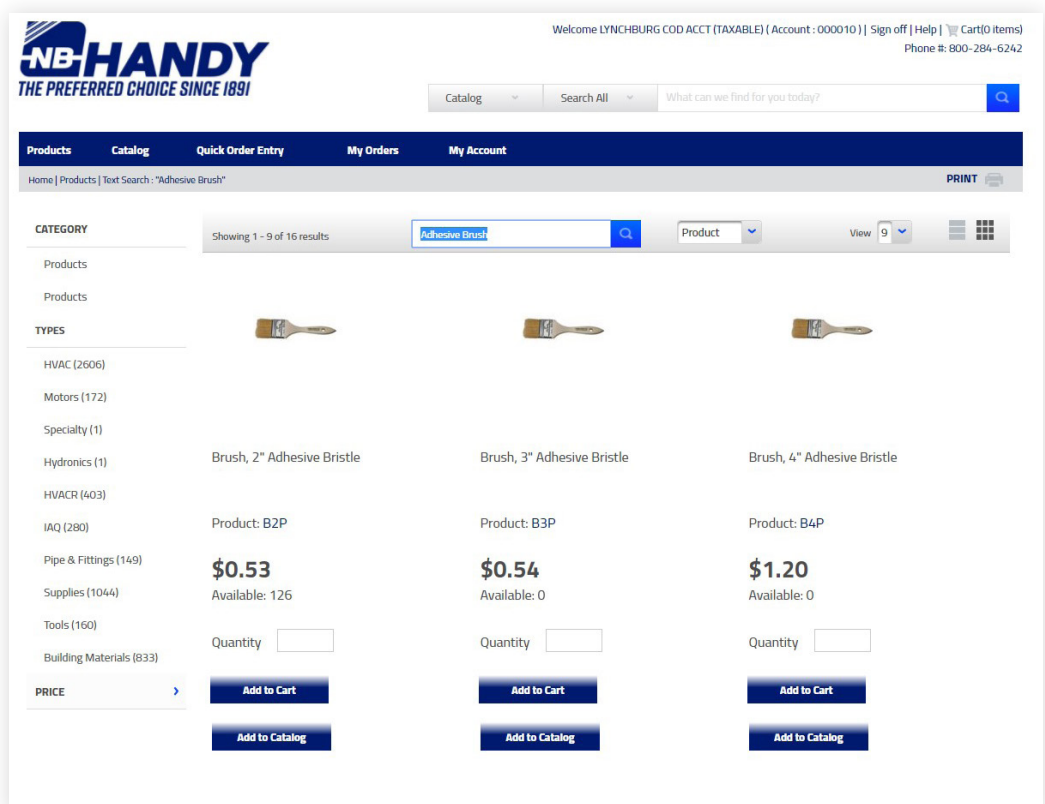 NB HANDY
THE PREFERRED CHOICE SINCE 1891
Welcome LYNCHBURG COD ACCT (TAXABLE) ( Account : 000010 ) | Sign off | Help | Cart(0 items)
Phone #: 800-284-6242
Catalog Search All What can we find for you today?
Products Catalog Quick Order Entry My Orders My Account
Home | Products | Text Search : "Adhesive Brush" PRINT
CATEGORY
Products
Products
TYPES
HVAC (2606)
Motors (172)
Specialty (1)
Hydronics (1)
HVACR (403)
IAQ (280)
Pipe & Fittings (149)
Supplies (1044)
Tools (160)
Building Materials (833)
PRICE
Showing 1 - 9 of 16 results Adhesive Brush Product View 9
Brush, 2" Adhesive Bristle
Product: B2P
$0.53
Available: 126
Quantity
Add to Cart
Add to Catalog
Brush, 3" Adhesive Bristle
Product: B3P
$0.54
Available: 0
Quantity
Add to Cart
Add to Catalog
Brush, 4" Adhesive Bristle
Product: B4P
$1.20
Available: 0
Quantity
Add to Cart
Add to Catalog